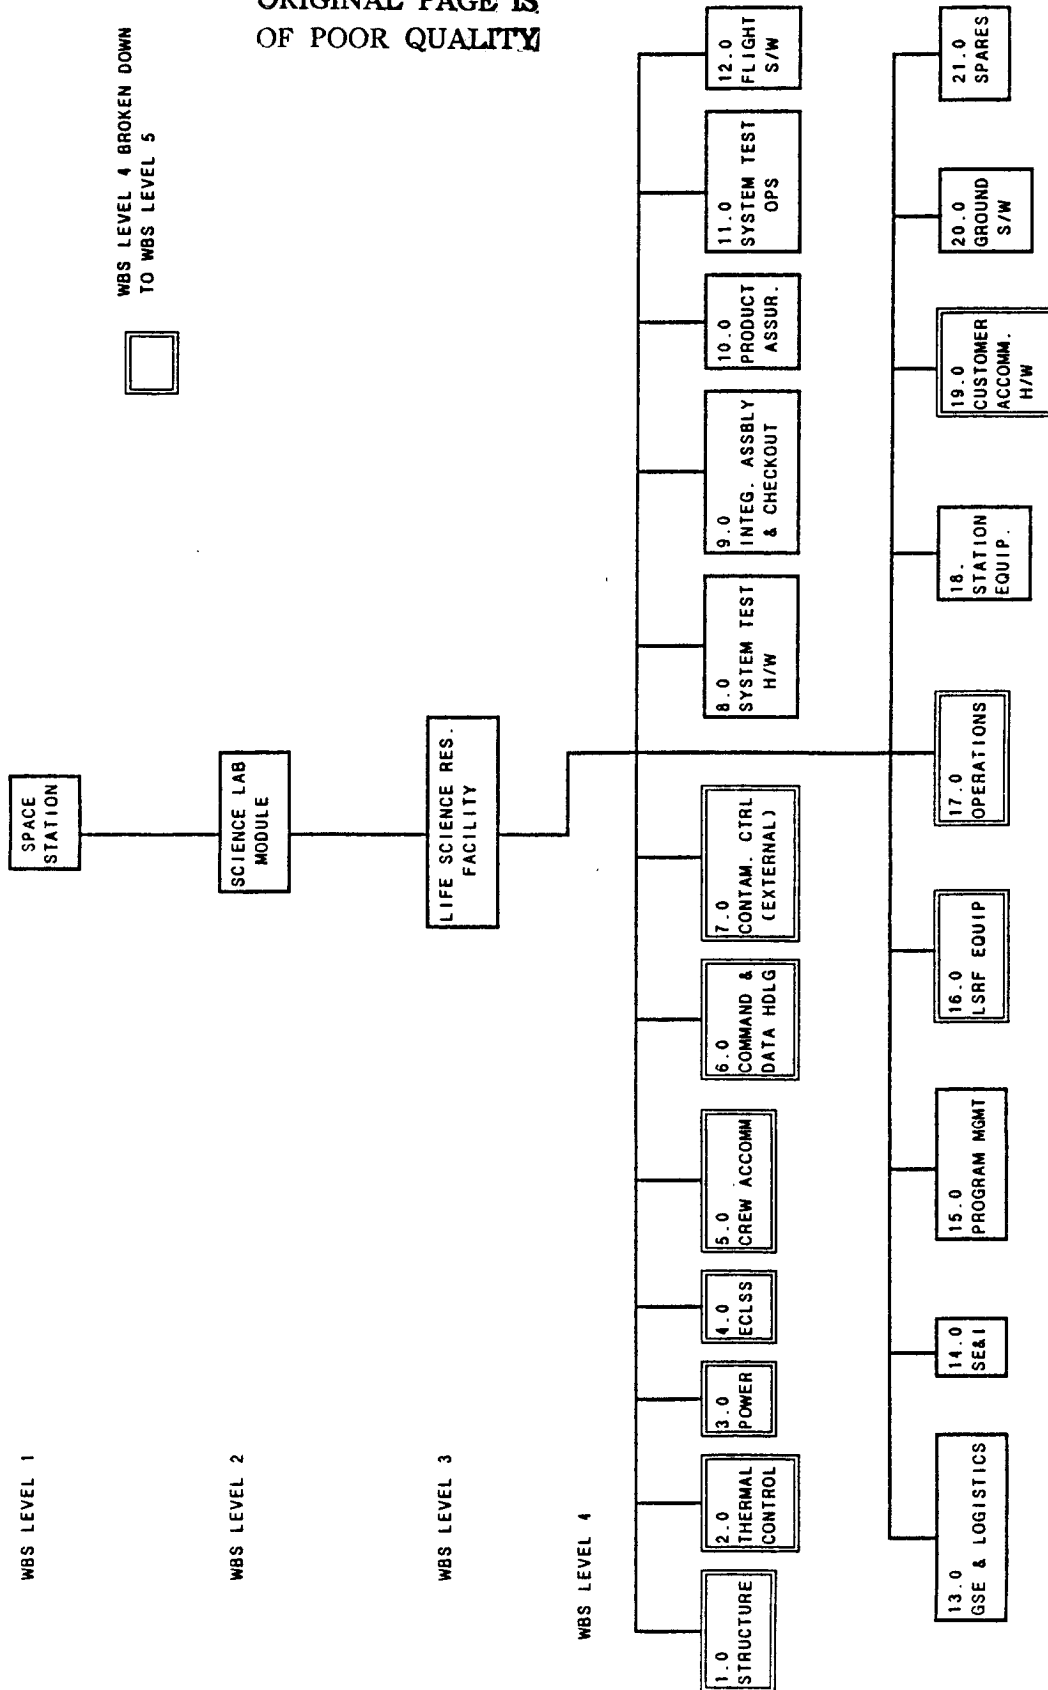 ORIGINAL PAGE IS
OF POOR QUALITY
WBS LEVEL 4 BROKEN DOWN
TO WBS LEVEL 5
WBS LEVEL 1
SPACE
STATION
WBS LEVEL 2
SCIENCE LAB
MODULE
WBS LEVEL 3
LIFE SCIENCE RES.
FACILITY
WBS LEVEL 4
1.0
STRUCTURE
2.0
THERMAL
CONTROL
3.0
POWER
4.0
ECLSS
5.0
CREW ACCOMM
6.0
COMMAND &
DATA HDLG
7.0
CONTAM. CTRL
(EXTERNAL)
8.0
SYSTEM TEST
H/W
9.0
INTEG. ASSBLY
& CHECKOUT
10.0
PRODUCT
ASSUR.
11.0
SYSTEM TEST
OPS
12.0
FLIGHT
S/W
13.0
GSE & LOGISTICS
14.0
SE&I
15.0
PROGRAM MGMT
16.0
LSRF EQUIP
17.0
OPERATIONS
18.
STATION
EQUIP.
19.0
CUSTOMER
ACCOMM.
H/W
20.0
GROUND
S/W
21.0
SPARES